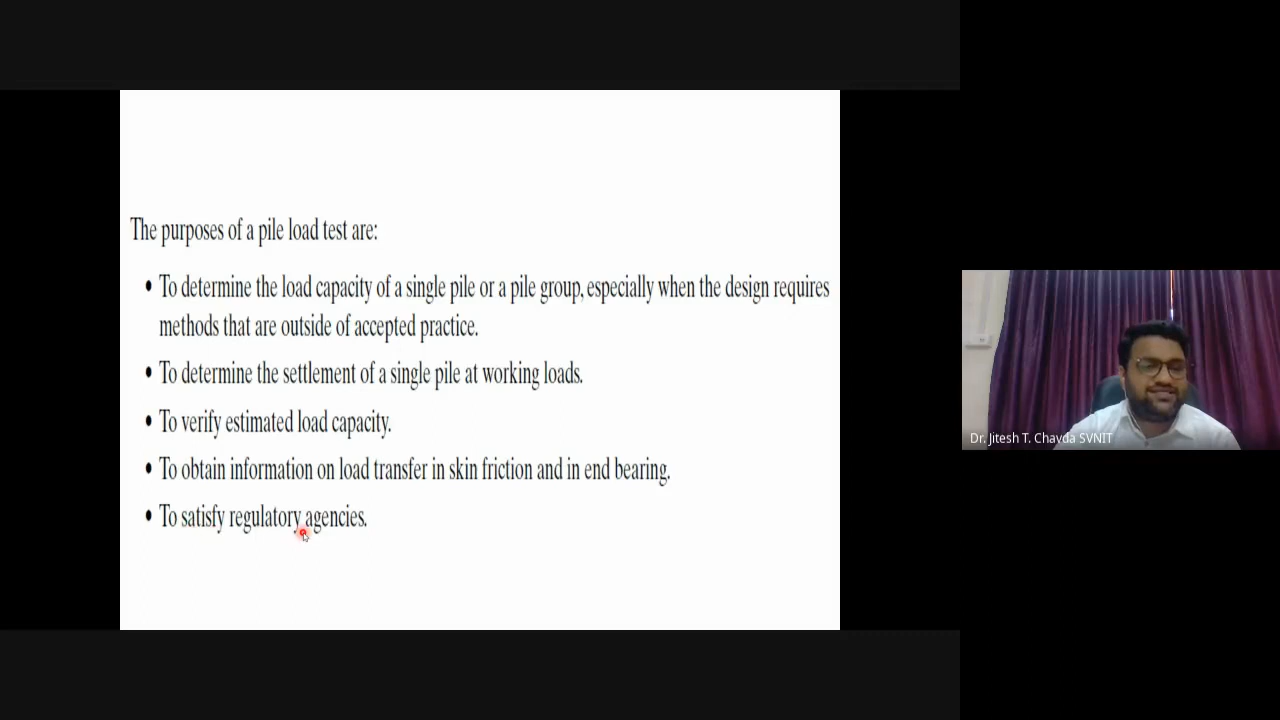 The purposes of a pile load test are:
• To determine the load capacity of a single pile or a pile group, especially when the design requires
methods that are outside of accepted practice.
• To determine the settlement of a single pile at working loads.
• To verify estimated load capacity.
• To obtain information on load transfer in skin friction and in end bearing.
• To satisfy regulatory agencies.
Dr. Jitesh T. Chavda SVNIT